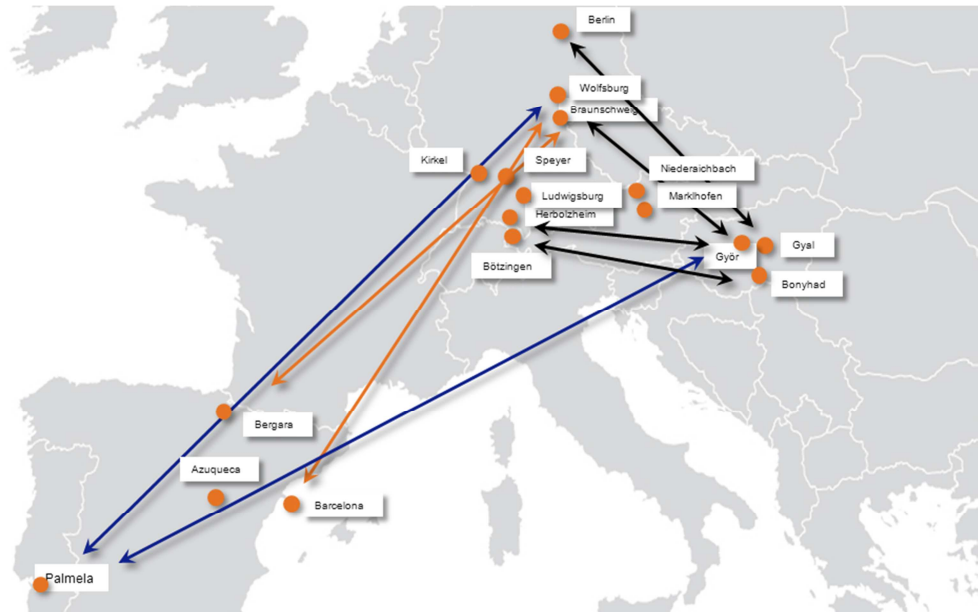 Berlin
Wolfsburg
Braunschweig
Kirkel
Speyer
Niederaichbach
Ludwigsburg
Marklhofen
Herbolzheim
Györ
Gyal
Bötzingen
Bonyhad
Bergara
Azuqueca
Barcelona
Palmela